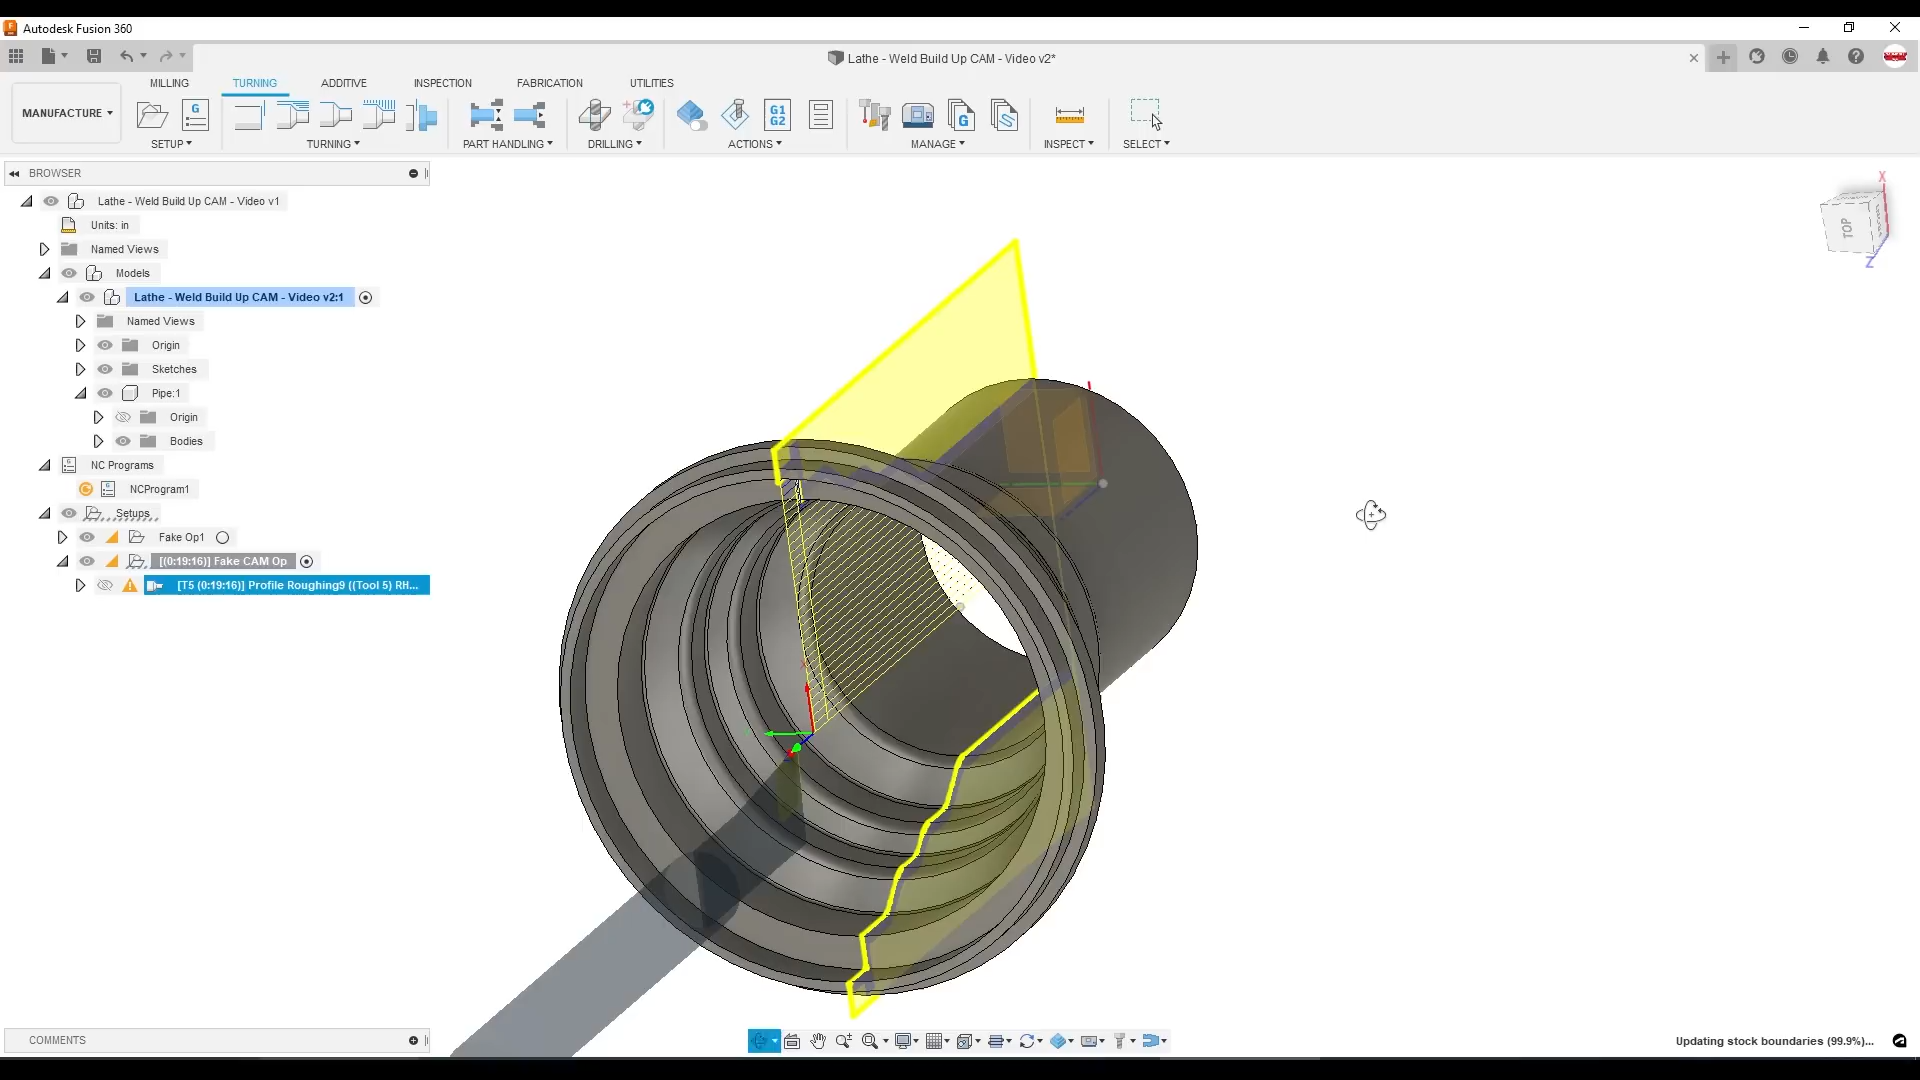 Autodesk Fusion 360
Lathe - Weld Build Up CAM - Video v2*
MILLING TURNING ADDITIVE INSPECTION FABRICATION UTILITIES
MANUFACTURE
G G1 G2 G
SETUP TURNING PART HANDLING DRILLING ACTIONS MANAGE INSPECT SELECT
BROWSER
Lathe - Weld Build Up CAM - Video v1
Units: in
Named Views
Models
Lathe - Weld Build Up CAM - Video v2:1
Named Views
Origin
Sketches
Pipe:1
Origin
Bodies
NC Programs
NCProgram1
Setups
Fake Op1
[(0:19:16)] Fake CAM Op
[T5 (0:19:16)] Profile Roughing9 ((Tool 5) RH...
X
TOP
Z
COMMENTS
Updating stock boundaries (99.9%)...